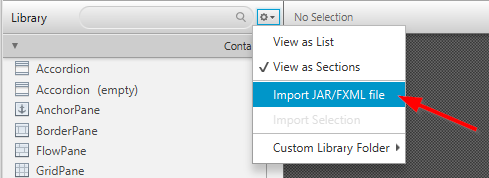 Library
No Selection
View as List
Conta
View as Sections
Accordion
Import JAR/FXML file
Accordion (empty)
Import Selection
AnchorPane
BorderPane
Custom Library Folder
FlowPane
GridPane